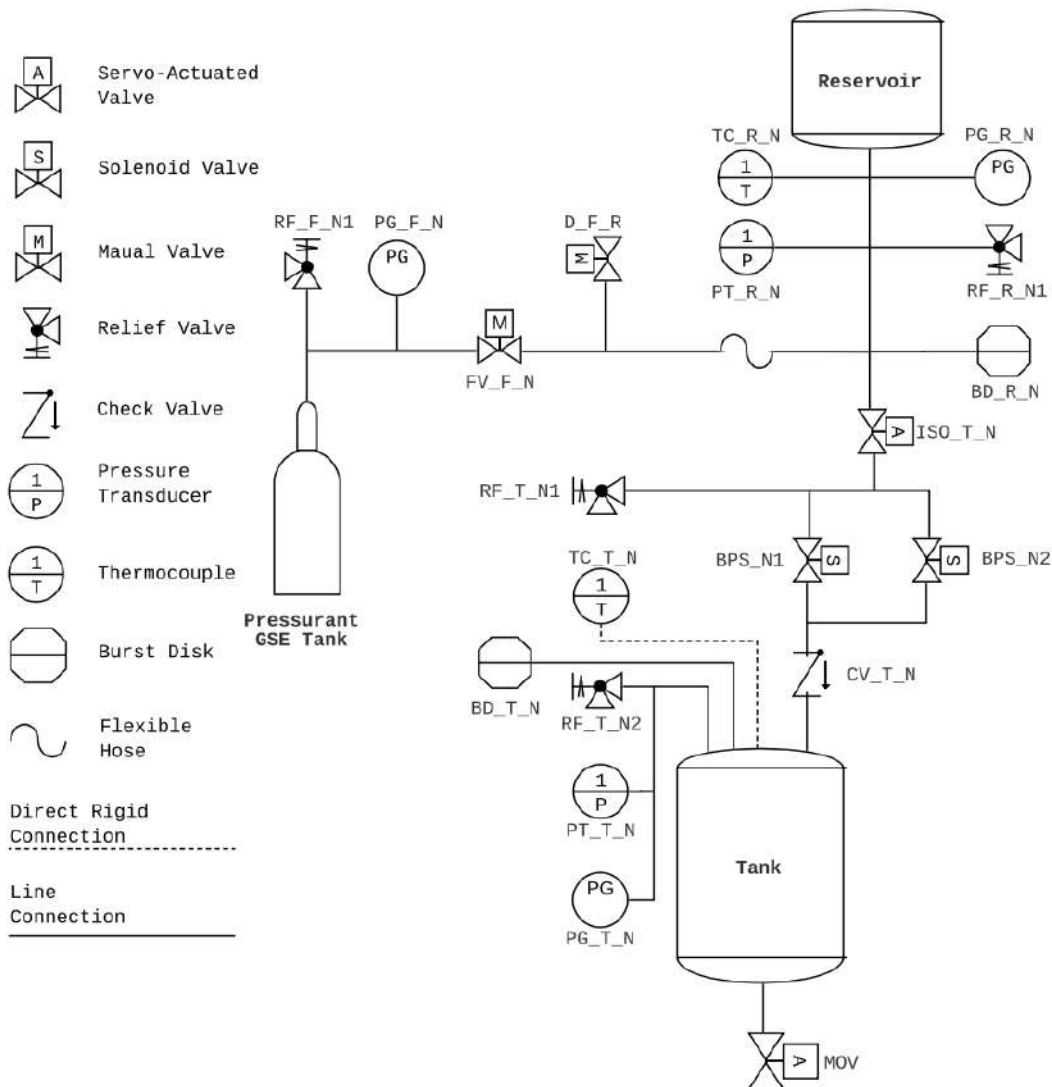 A
Servo-Actuated
Valve
S
Solenoid Valve
M
Maual Valve
Relief Valve
Check Valve
1
P
Pressure
Transducer
1
T
Thermocouple
Burst Disk
Flexible
Hose
Direct Rigid
Connection
Line
Connection
Reservoir
TC_R_N
1
T
PG_R_N
PG
RF_F_N1
PG_F_N
PG
D_F_R
M
1
P
PT_R_N
RF_R_N1
M
FV_F_N
BD_R_N
A
ISO_T_N
RF_T_N1
BPS_N1
S
S
BPS_N2
TC_T_N
1
T
Pressurant
GSE Tank
BD_T_N
RF_T_N2
CV_T_N
1
P
PT_T_N
PG
PG_T_N
Tank
A
MOV